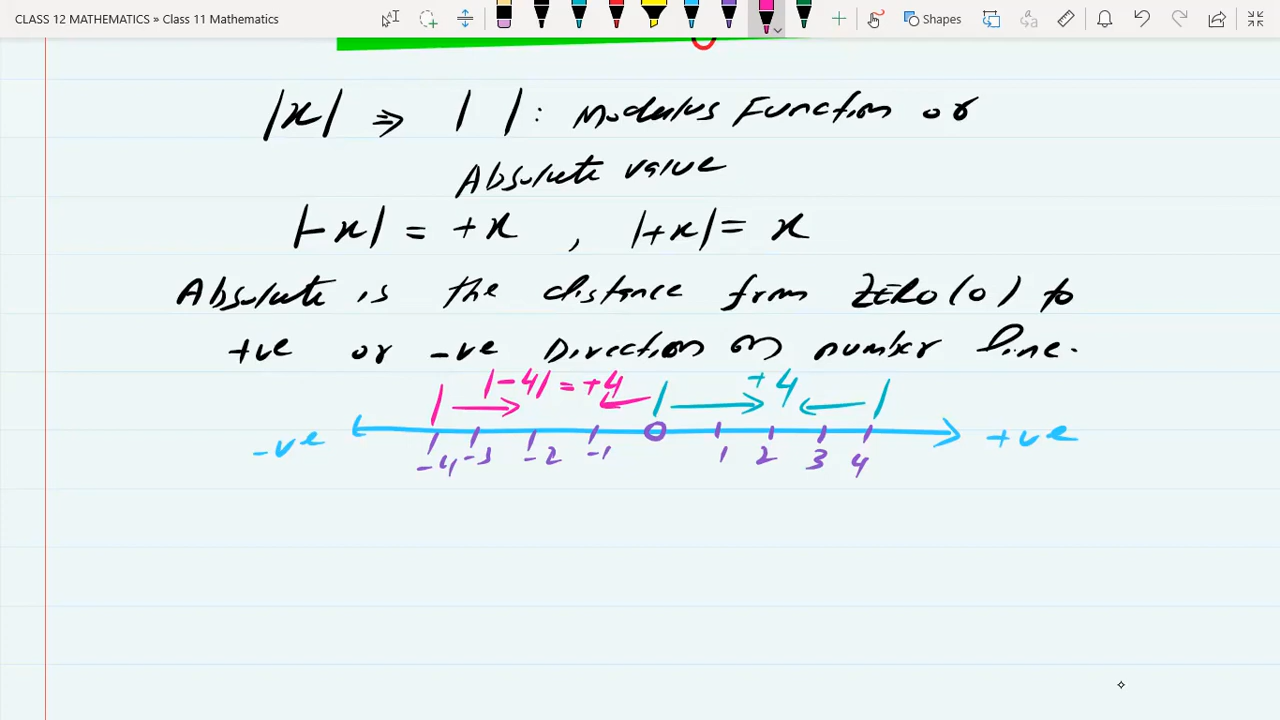 CLASS 12 MATHEMATICS » Class 11 Mathematics
Shapes
|x| ⇒ | | : Modulus Function or
Absolute value
|-x| = +x , |+x| = x
Absolute is the distance from ZERO(0) to
+ve or -ve Direction on number line.
|-4| = +4 +4
-ve +ve
-4 -3 -2 -1 0 1 2 3 4